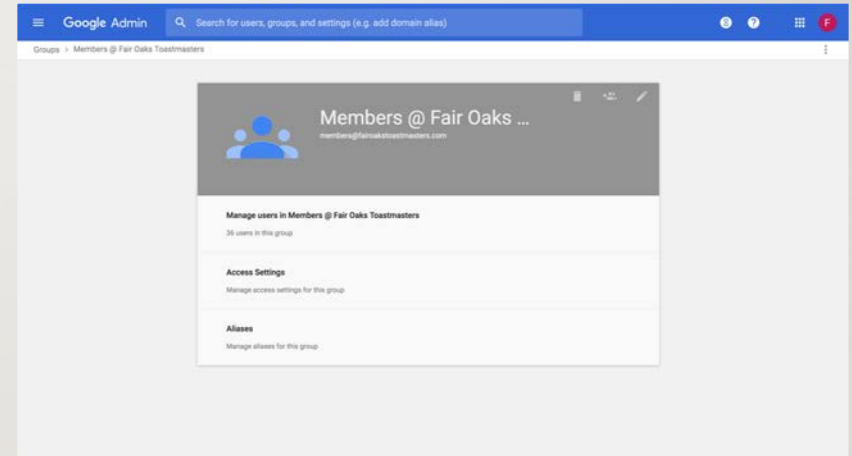 Google Admin
Search for users, groups, and settings (e.g. add domain alias)
F
Groups > Members @ Fair Oaks Toastmasters
Members @ Fair Oaks ...
members@fairoakstoastmasters.com
Manage users in Members @ Fair Oaks Toastmasters
36 users in this group
Access Settings
Manage access settings for this group
Aliases
Manage aliases for this group